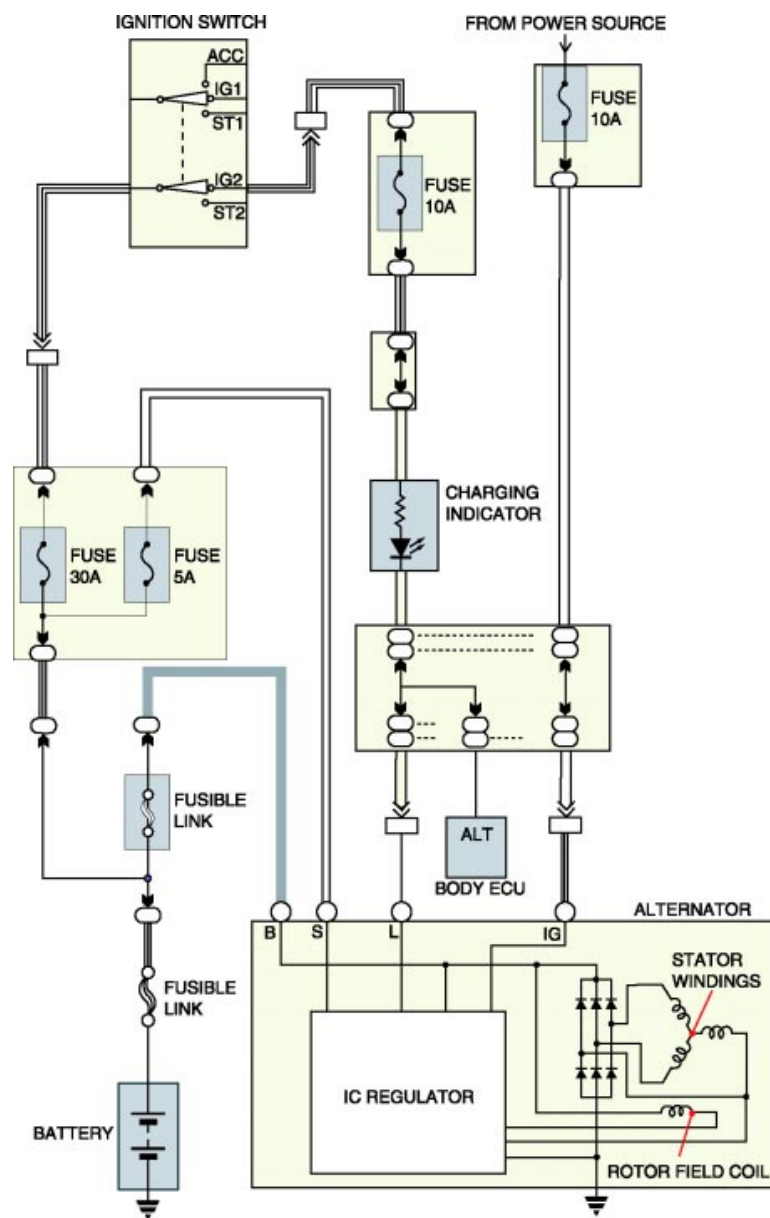 IGNITION SWITCH
FROM POWER SOURCE
ACC
IG1
ST1
IG2
ST2
FUSE
10A
FUSE
10A
FUSE
30A
FUSE
5A
CHARGING
INDICATOR
FUSIBLE
LINK
ALT
BODY ECU
FUSIBLE
LINK
BATTERY
ALTERNATOR
B
S
L
IG
STATOR
WINDINGS
IC REGULATOR
ROTOR FIELD COIL